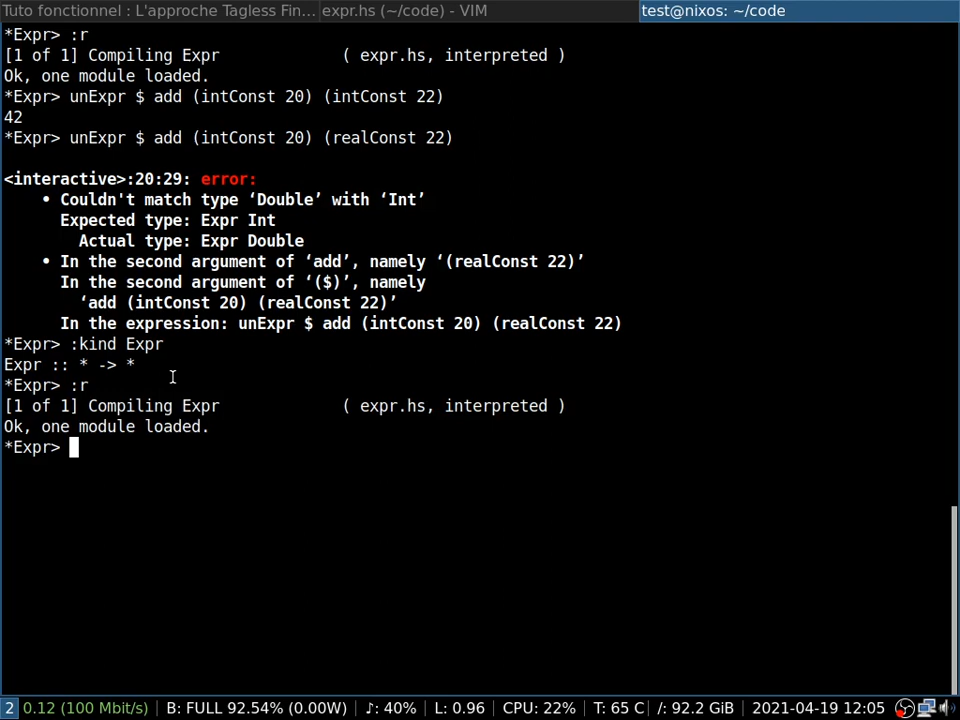 Tuto fonctionnel : L'approche Tagless Fin... expr.hs (~/code) - VIM test@nixos: ~/code
*Expr> :r
[1 of 1] Compiling Expr             ( expr.hs, interpreted )
Ok, one module loaded.
*Expr> unExpr $ add (intConst 20) (intConst 22)
42
*Expr> unExpr $ add (intConst 20) (realConst 22)
<interactive>:20:29: error:
    • Couldn't match type ‘Double’ with ‘Int’
      Expected type: Expr Int
        Actual type: Expr Double
    • In the second argument of ‘add’, namely ‘(realConst 22)’
      In the second argument of ‘($)’, namely
        ‘add (intConst 20) (realConst 22)’
      In the expression: unExpr $ add (intConst 20) (realConst 22)
*Expr> :kind Expr
Expr :: * -> *
*Expr> :r
[1 of 1] Compiling Expr             ( expr.hs, interpreted )
Ok, one module loaded.
*Expr>
2 0.12 (100 Mbit/s) | B: FULL 92.54% (0.00W) | ♪: 40% | L: 0.96 | CPU: 22% | T: 65 C | /: 92.2 GiB | 2021-04-19 12:05